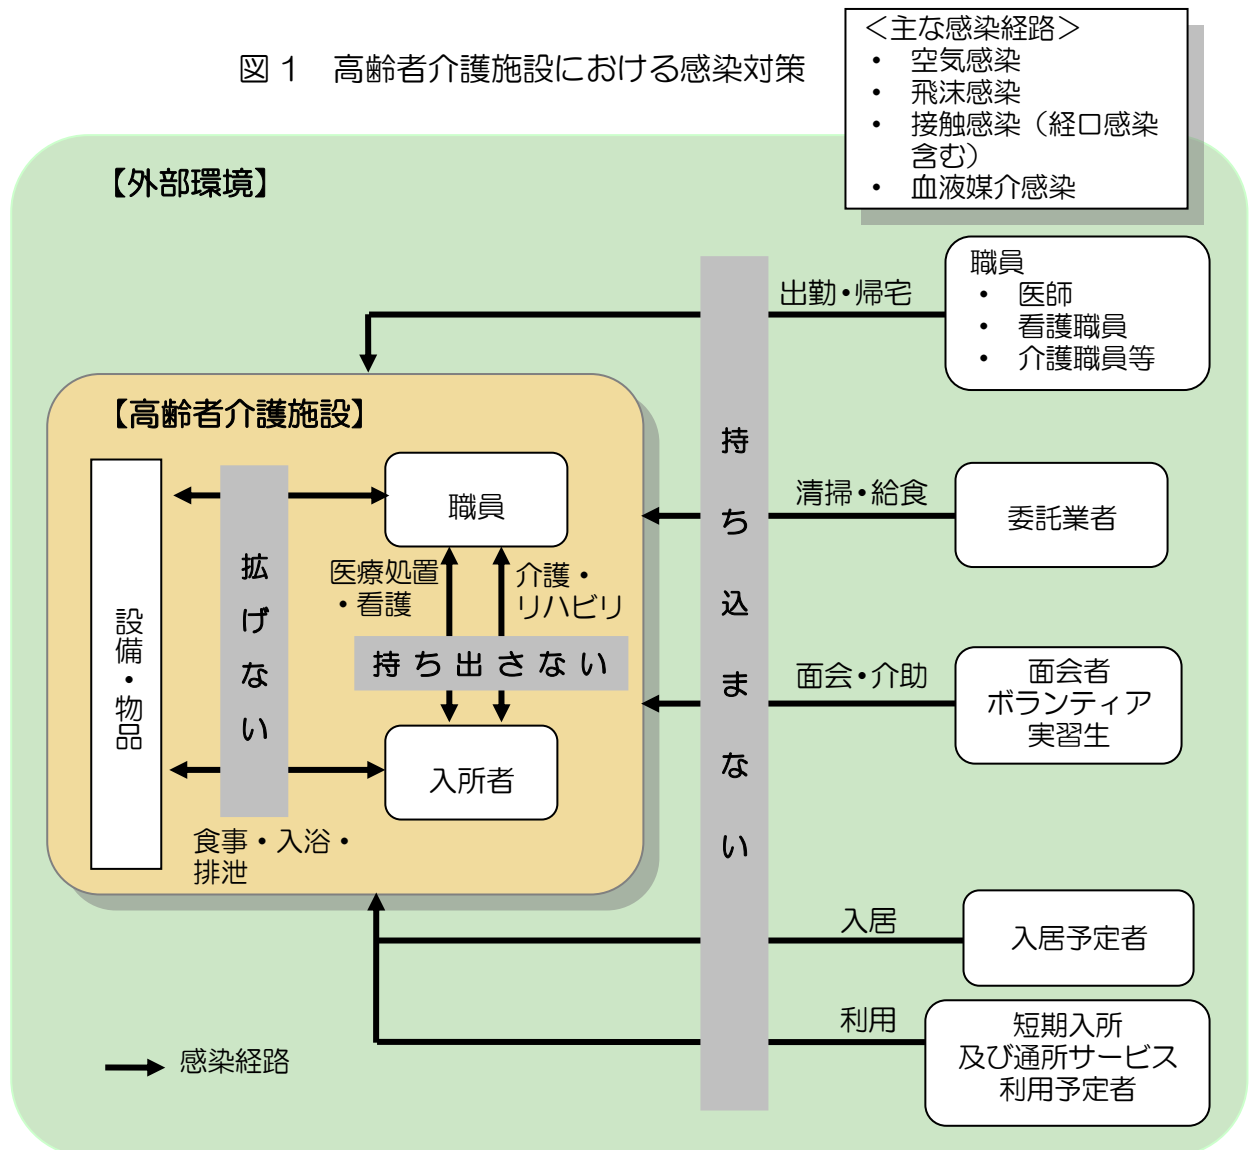 図1　高齢者介護施設における感染対策
＜主な感染経路＞
・ 空気感染
・ 飛沫感染
・ 接触感染（経口感染
含む）
・ 血液媒介感染
【外部環境】
職員
・ 医師
・ 看護職員
・ 介護職員等
出勤・帰宅
【高齢者介護施設】
設備・物品
拡げない
職員
医療処置
・看護
介護・
リハビリ
持ち出さない
入所者
食事・入浴・
排泄
持ち込まない
清掃・給食
委託業者
面会・介助
面会者
ボランティア
実習生
入居
入居予定者
利用
短期入所
及び通所サービス
利用予定者
感染経路